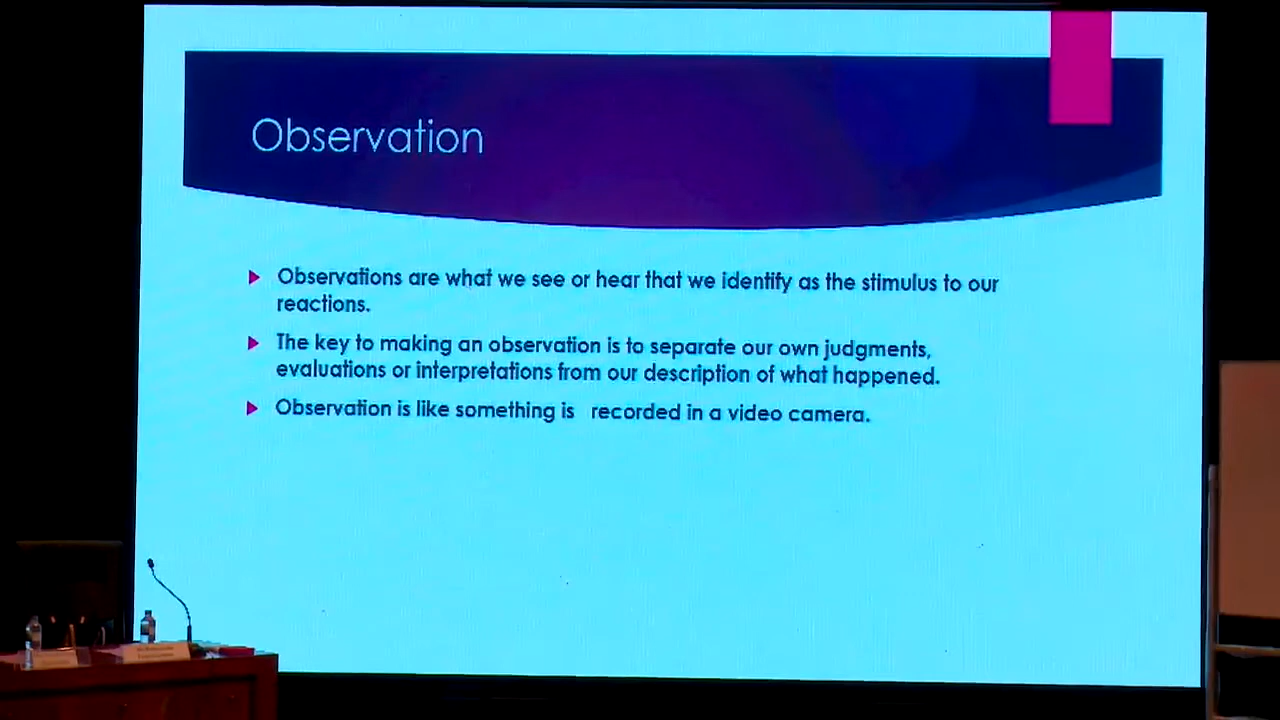 Observation
Observations are what we see or hear that we identify as the stimulus to our
reactions.
The key to making an observation is to separate our own judgments,
evaluations or interpretations from our description of what happened.
Observation is like something is recorded in a video camera.